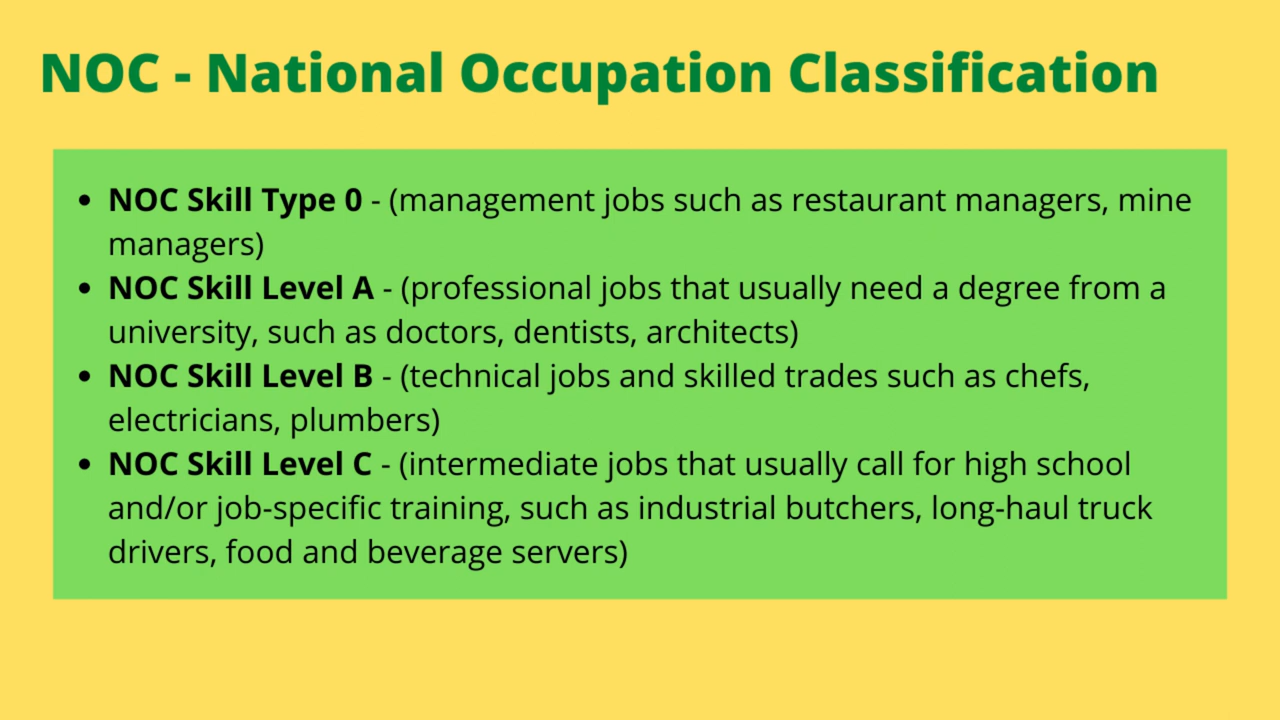 NOC - National Occupation Classification
• NOC Skill Type 0 - (management jobs such as restaurant managers, mine
managers)
• NOC Skill Level A - (professional jobs that usually need a degree from a
university, such as doctors, dentists, architects)
• NOC Skill Level B - (technical jobs and skilled trades such as chefs,
electricians, plumbers)
• NOC Skill Level C - (intermediate jobs that usually call for high school
and/or job-specific training, such as industrial butchers, long-haul truck
drivers, food and beverage servers)